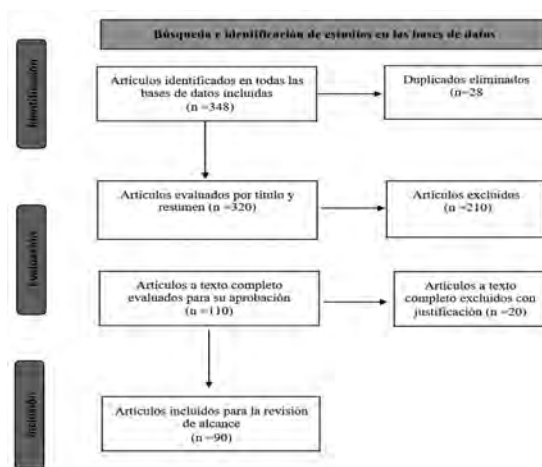 Búsqueda e identificación de estudios en las bases de datos
Identificación
Artículos identificados en todas las
bases de datos incluidas
(n =348)
Duplicados eliminados
(n=28
Evaluación
Artículos evaluados por título y
resumen (n =320)
Artículos excluidos
(n =210)
Artículos a texto completo
evaluados para su aprobación
(n =110)
Artículos a texto
completo excluidos con
justificación (n =20)
Inclusión
Artículos incluidos para la revisión
de alcance
(n =90)